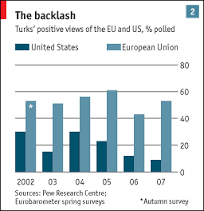 The backlash
2
Turks' positive views of the EU and US, % polled
United States
European Union
80
60
40
20
0
*
2002 03 04 05 06 07
Sources: Pew Research Centre;
Eurobarometer spring surveys
*Autumn survey